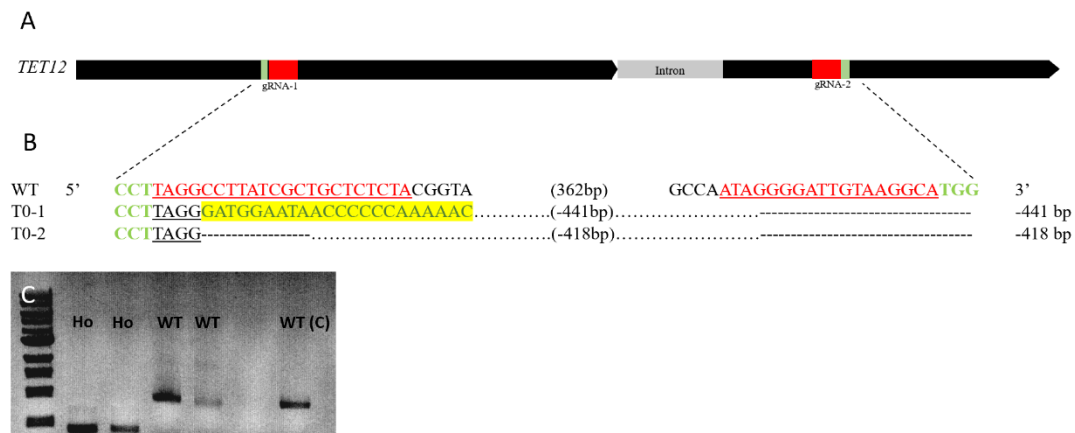 A
TET12
Intron
gRNA-1
gRNA-2
B
WT 5’ CCTTAGGCCTTATCGCTGCTCTCTACGGTA (362bp) GCCAATAGGGGATTGTAAGGCATGG 3’
T0-1 CCTTAGGGATGGAATAACCCCCCAAAAAC.............(-441bp)..................--------------------------------- -441 bp
T0-2 CCTTAGG-----------------.............................(-418bp)..................--------------------------------- -418 bp
C
Ho Ho WT WT WT (C)